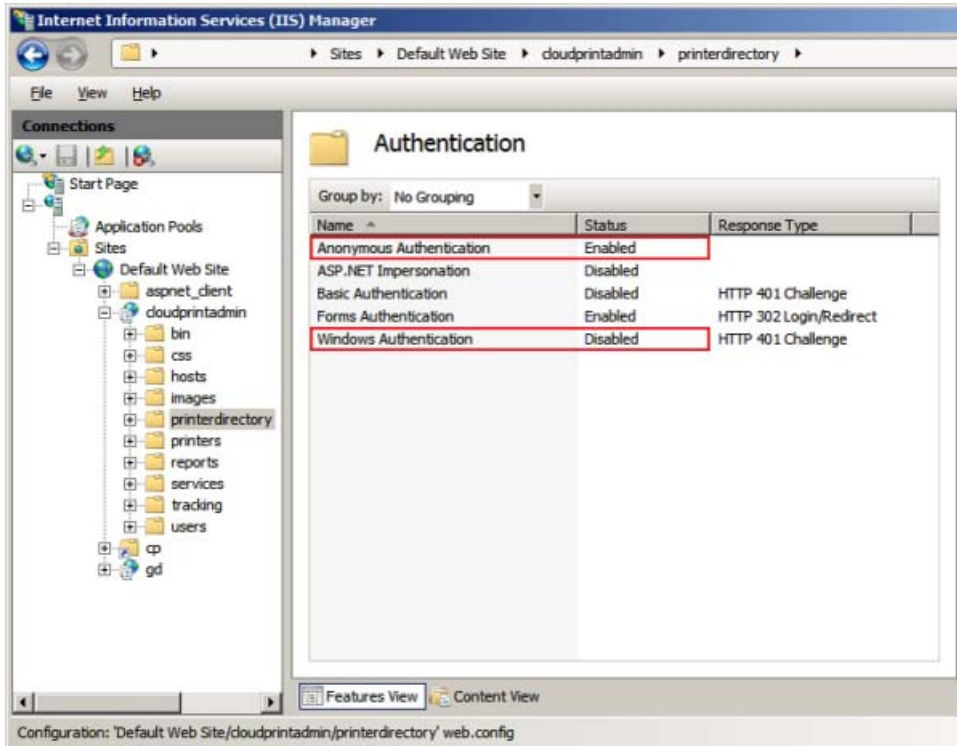 Internet Information Services (IIS) Manager
Sites Default Web Site cloudprintadmin printerdirectory
File View Help
Connections
Start Page
Application Pools
Sites
Default Web Site
aspnet_client
cloudprintadmin
bin
css
hosts
images
printerdirectory
printers
reports
services
tracking
users
cp
gd
Authentication
Group by: No Grouping
Name Status Response Type
Anonymous Authentication Enabled
ASP.NET Impersonation Disabled
Basic Authentication Disabled HTTP 401 Challenge
Forms Authentication Enabled HTTP 302 Login/Redirect
Windows Authentication Disabled HTTP 401 Challenge
Features View Content View
Configuration: 'Default Web Site/cloudprintadmin/printerdirectory' web.config